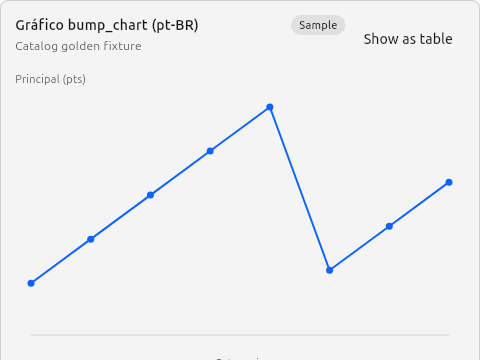 Gráfico bump_chart (pt-BR)
Sample
Show as table
Catalog golden fixture
Principal (pts)